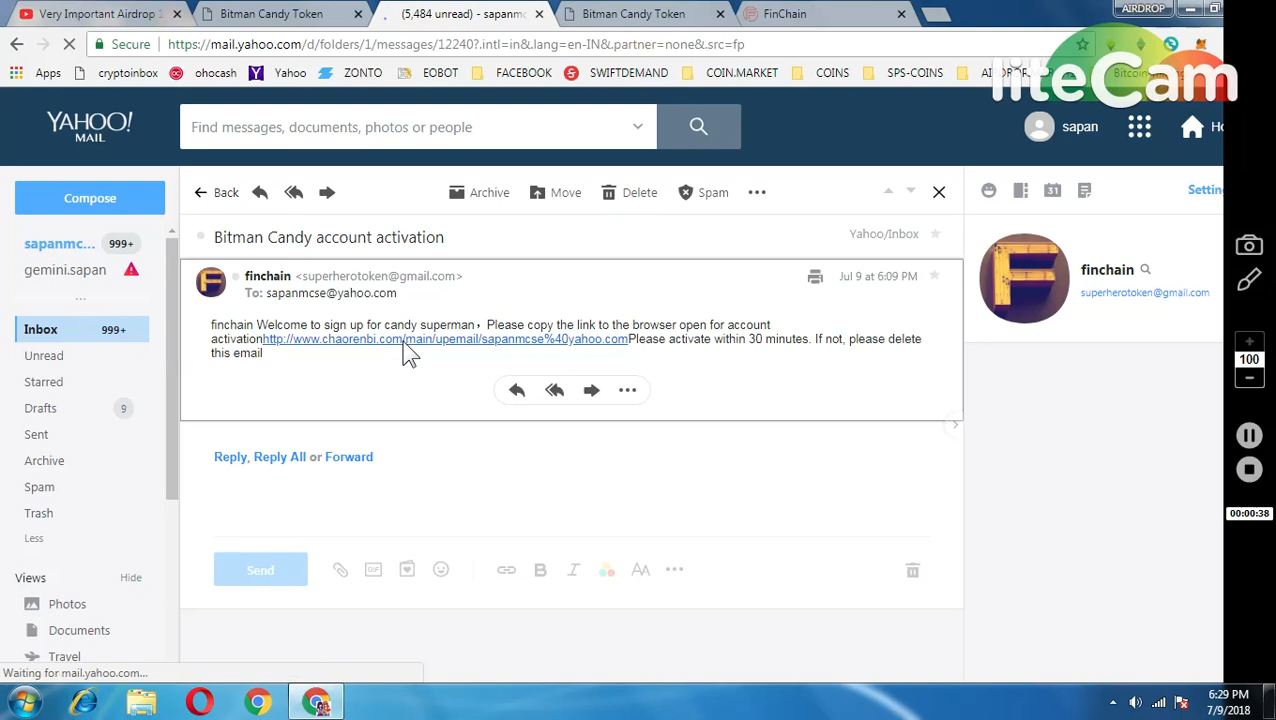 Very Important Airdrop 1
Bitman Candy Token
(5,484 unread) - sapanmc
Bitman Candy Token
FinChain
AIRDROP
Secure
https://mail.yahoo.com/d/folders/1/messages/12240?.intl=in&.lang=en-IN&.partner=none&.src=fp
Apps
cryptoinbox
ohocash
Yahoo
ZONTO
EOBOT
FACEBOOK
SWIFTDEMAND
COIN.MARKET
COINS
SPS-COINS
liteCam
YAHOO!
MAIL
Find messages, documents, photos or people
sapan
Compose
Back
Archive
Move
Delete
Spam
31
sapanmc...
999+
gemini.sapan
Bitman Candy account activation
Yahoo/Inbox
finchain <superherotoken@gmail.com>
Jul 9 at 6:09 PM
To: sapanmcse@yahoo.com
F
finchain
superherotoken@gmail.com
Inbox
999+
Unread
Starred
Drafts
9
Sent
Archive
Spam
Trash
Less
finchain Welcome to sign up for candy superman，Please copy the link to the browser open for account
activationhttp://www.chaorenbi.com/main/upemail/sapanmcse%40yahoo.comPlease activate within 30 minutes. If not, please delete
this email
100
Reply, Reply All or Forward
00:00:38
Send
GIF
B
I
AA
Views
Hide
Photos
Documents
Travel
Waiting for mail.yahoo.com...
6:29 PM
7/9/2018